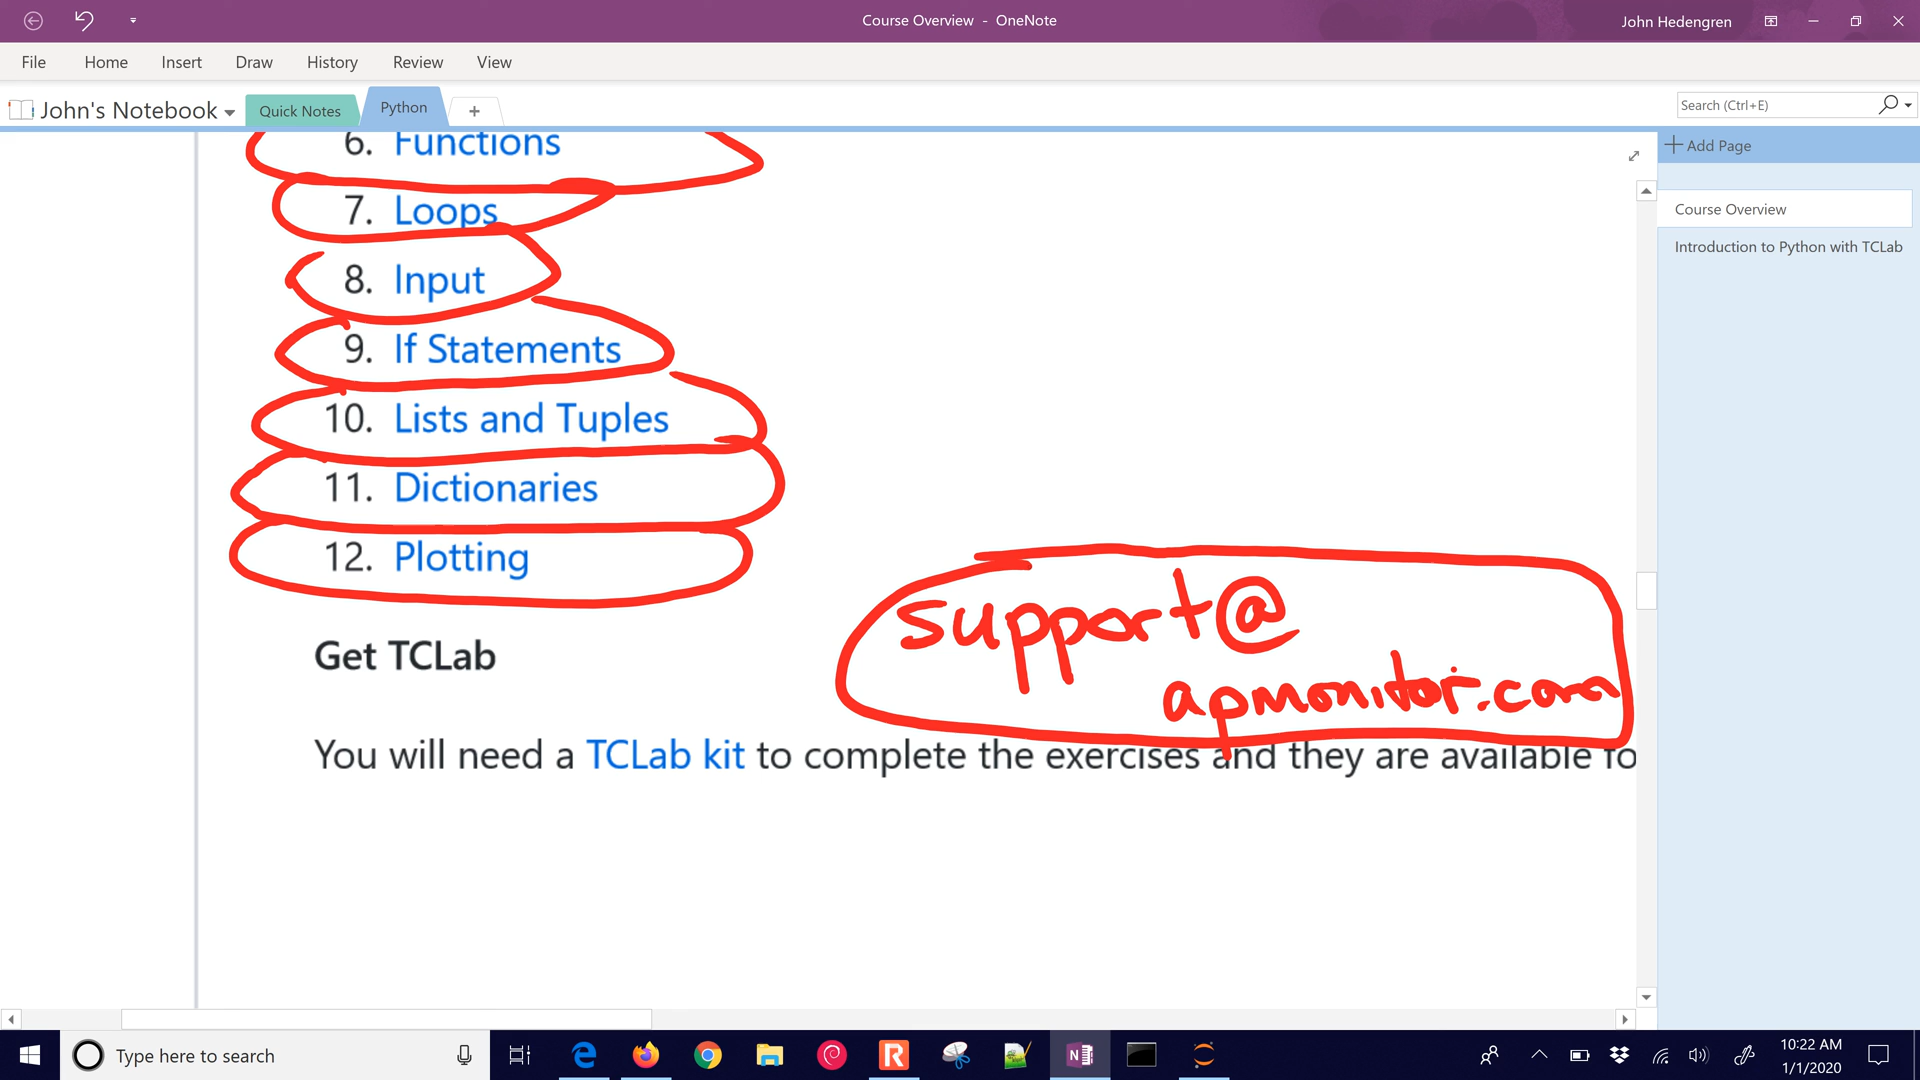 Course Overview - OneNote
John Hedengren
File Home Insert Draw History Review View
John's Notebook Quick Notes Python +
Search (Ctrl+E)
Add Page
Course Overview
Introduction to Python with TCLab
6. Functions
7. Loops
8. Input
9. If Statements
10. Lists and Tuples
11. Dictionaries
12. Plotting
support@
apmonitor.com
Get TCLab
You will need a TCLab kit to complete the exercises and they are available fo
Type here to search
10:22 AM
1/1/2020